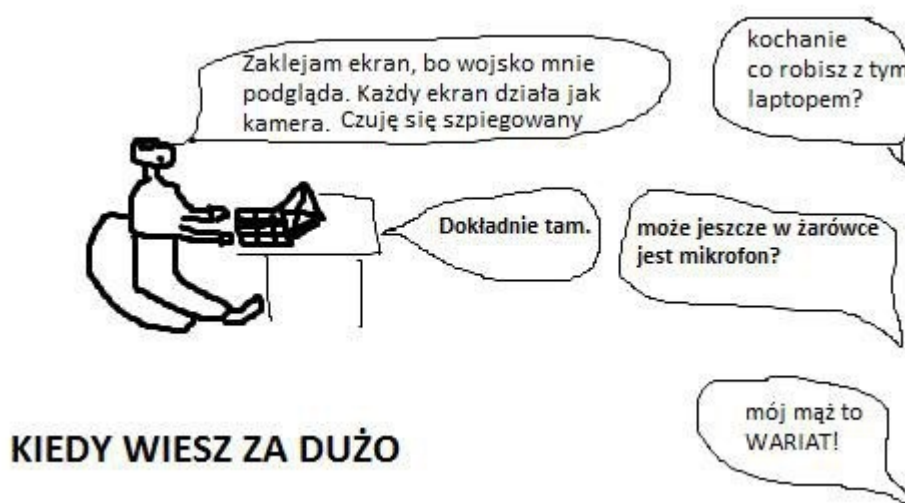 kochanie
co robisz z tym
laptopem?
Zaklejam ekran, bo wojsko mnie
podgląda. Każdy ekran działa jak
kamera. Czuję się szpiegowany
może jeszcze w żarówce
jest mikrofon?
Dokładnie tam.
mój mąż to
WARIAT!
KIEDY WIESZ ZA DUŻO